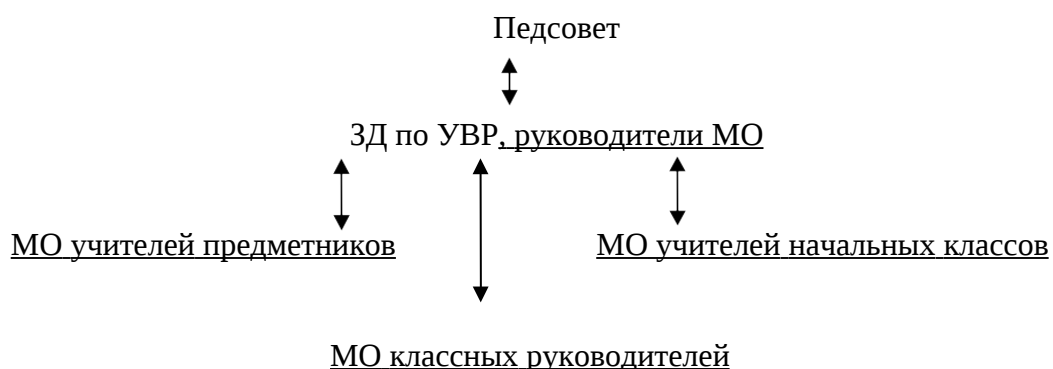 Педсовет
ЗД по УВР, руководители МО
МО учителей предметников
МО учителей начальных классов
МО классных руководителей